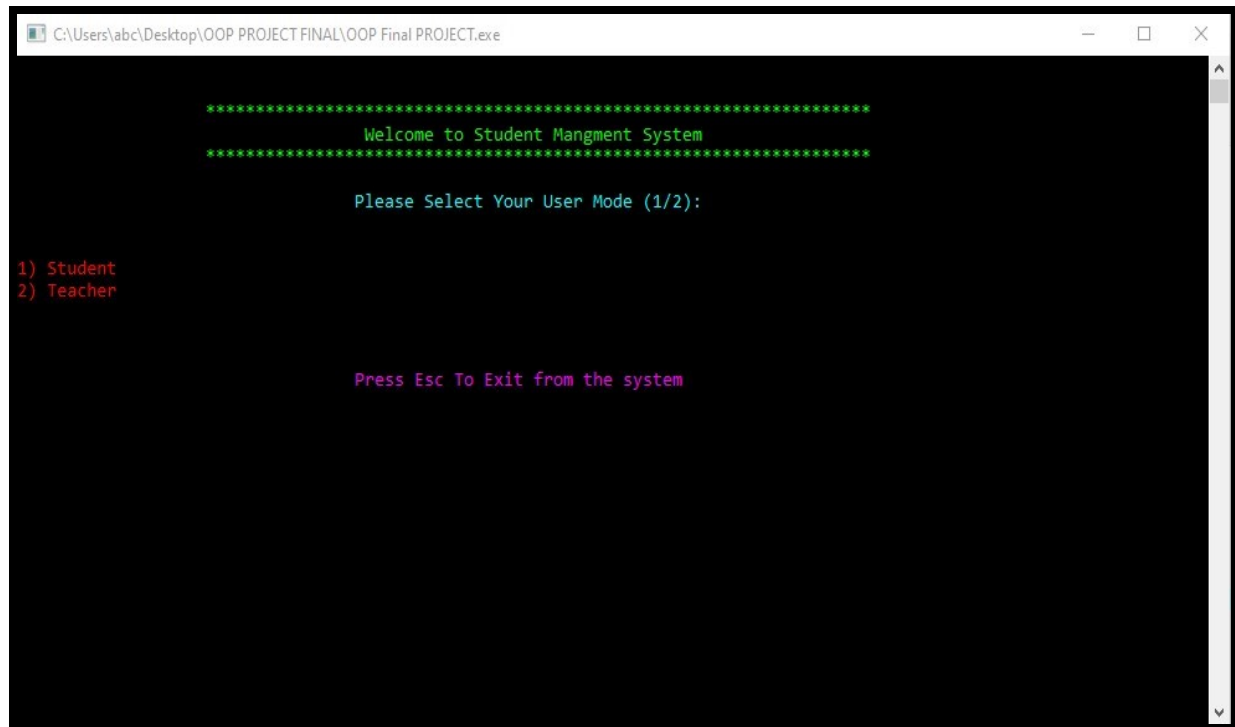 C:\Users\abc\Desktop\OOP PROJECT FINAL\OOP Final PROJECT.exe
*******************************************************************
Welcome to Student Mangment System
*******************************************************************
Please Select Your User Mode (1/2):
1) Student
2) Teacher
Press Esc To Exit from the system